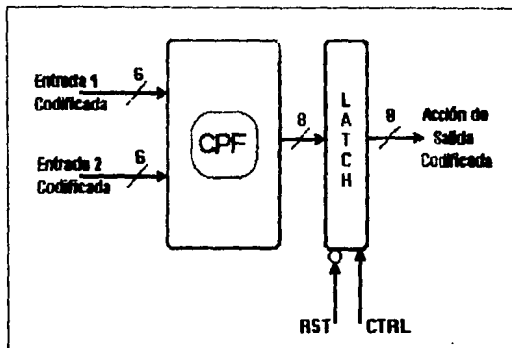 Entrada 1
Codificada
6
Entrada 2
Codificada
6
CPF
8
L
A
T
C
H
8
Acción de
Salida
Codificada
RST
CTRL